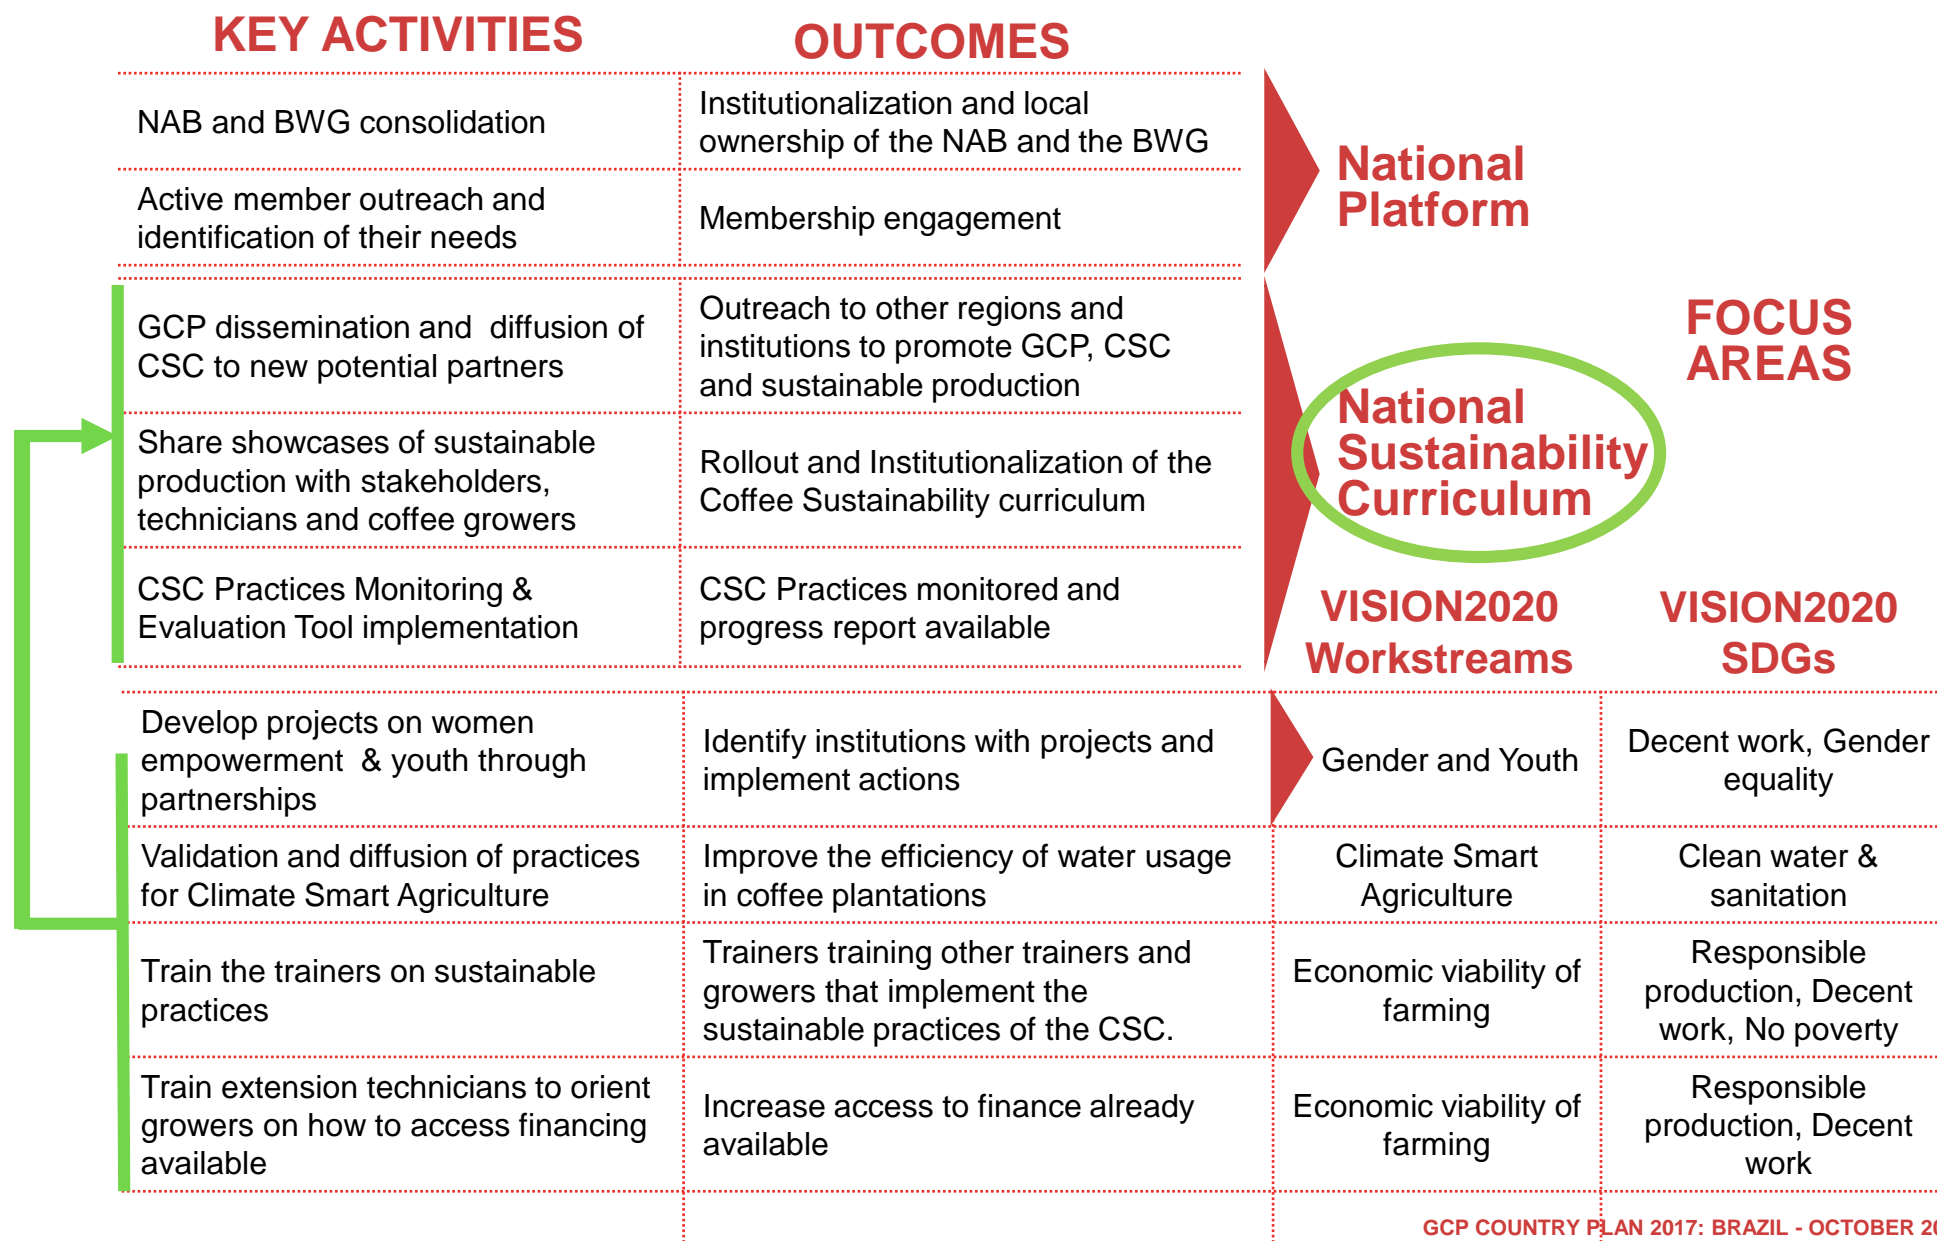 KEY ACTIVITIES
OUTCOMES
NAB and BWG consolidation
Institutionalization and local
ownership of the NAB and the BWG
Active member outreach and
identification of their needs
Membership engagement
National
Platform
GCP dissemination and diffusion of
CSC to new potential partners
Outreach to other regions and
institutions to promote GCP, CSC
and sustainable production
Share showcases of sustainable
production with stakeholders,
technicians and coffee growers
Rollout and Institutionalization of the
Coffee Sustainability curriculum
CSC Practices Monitoring &
Evaluation Tool implementation
CSC Practices monitored and
progress report available
National
Sustainability
Curriculum
FOCUS
AREAS
VISION2020
Workstreams
VISION2020
SDGs
Develop projects on women
empowerment & youth through
partnerships
Identify institutions with projects and
implement actions
Gender and Youth
Decent work, Gender
equality
Validation and diffusion of practices
for Climate Smart Agriculture
Improve the efficiency of water usage
in coffee plantations
Climate Smart
Agriculture
Clean water &
sanitation
Train the trainers on sustainable
practices
Trainers training other trainers and
growers that implement the
sustainable practices of the CSC.
Economic viability of
farming
Responsible
production, Decent
work, No poverty
Train extension technicians to orient
growers on how to access financing
available
Increase access to finance already
available
Economic viability of
farming
Responsible
production, Decent
work
GCP COUNTRY PLAN 2017: BRAZIL - OCTOBER